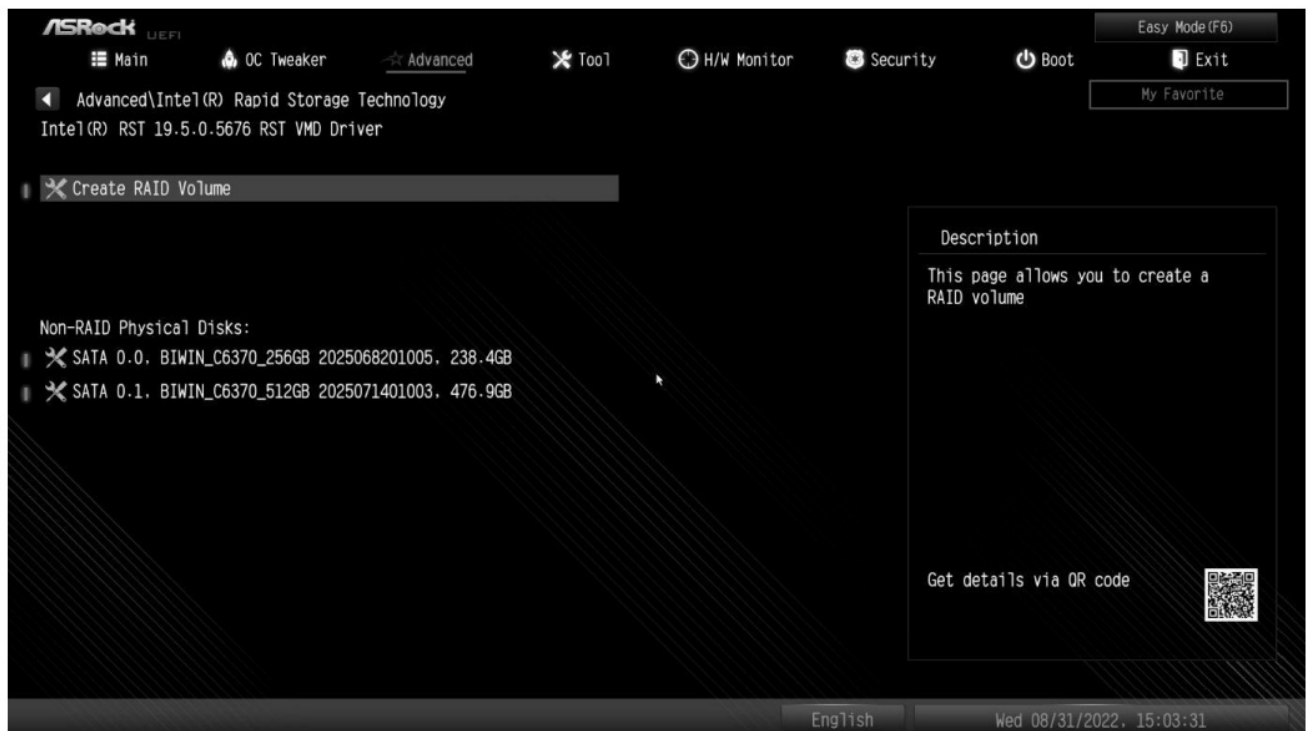 ASRock UEFI
Easy Mode(F6)
Main OC Tweaker Advanced Tool H/W Monitor Security Boot Exit
My Favorite
Advanced\Intel(R) Rapid Storage Technology
Intel(R) RST 19.5.0.5676 RST VMD Driver
Create RAID Volume
Non-RAID Physical Disks:
SATA 0.0, BIWIN_C6370_256GB 2025068201005, 238.4GB
SATA 0.1, BIWIN_C6370_512GB 2025071401003, 476.9GB
Description
This page allows you to create a
RAID volume
Get details via QR code
English
Wed 08/31/2022, 15:03:31